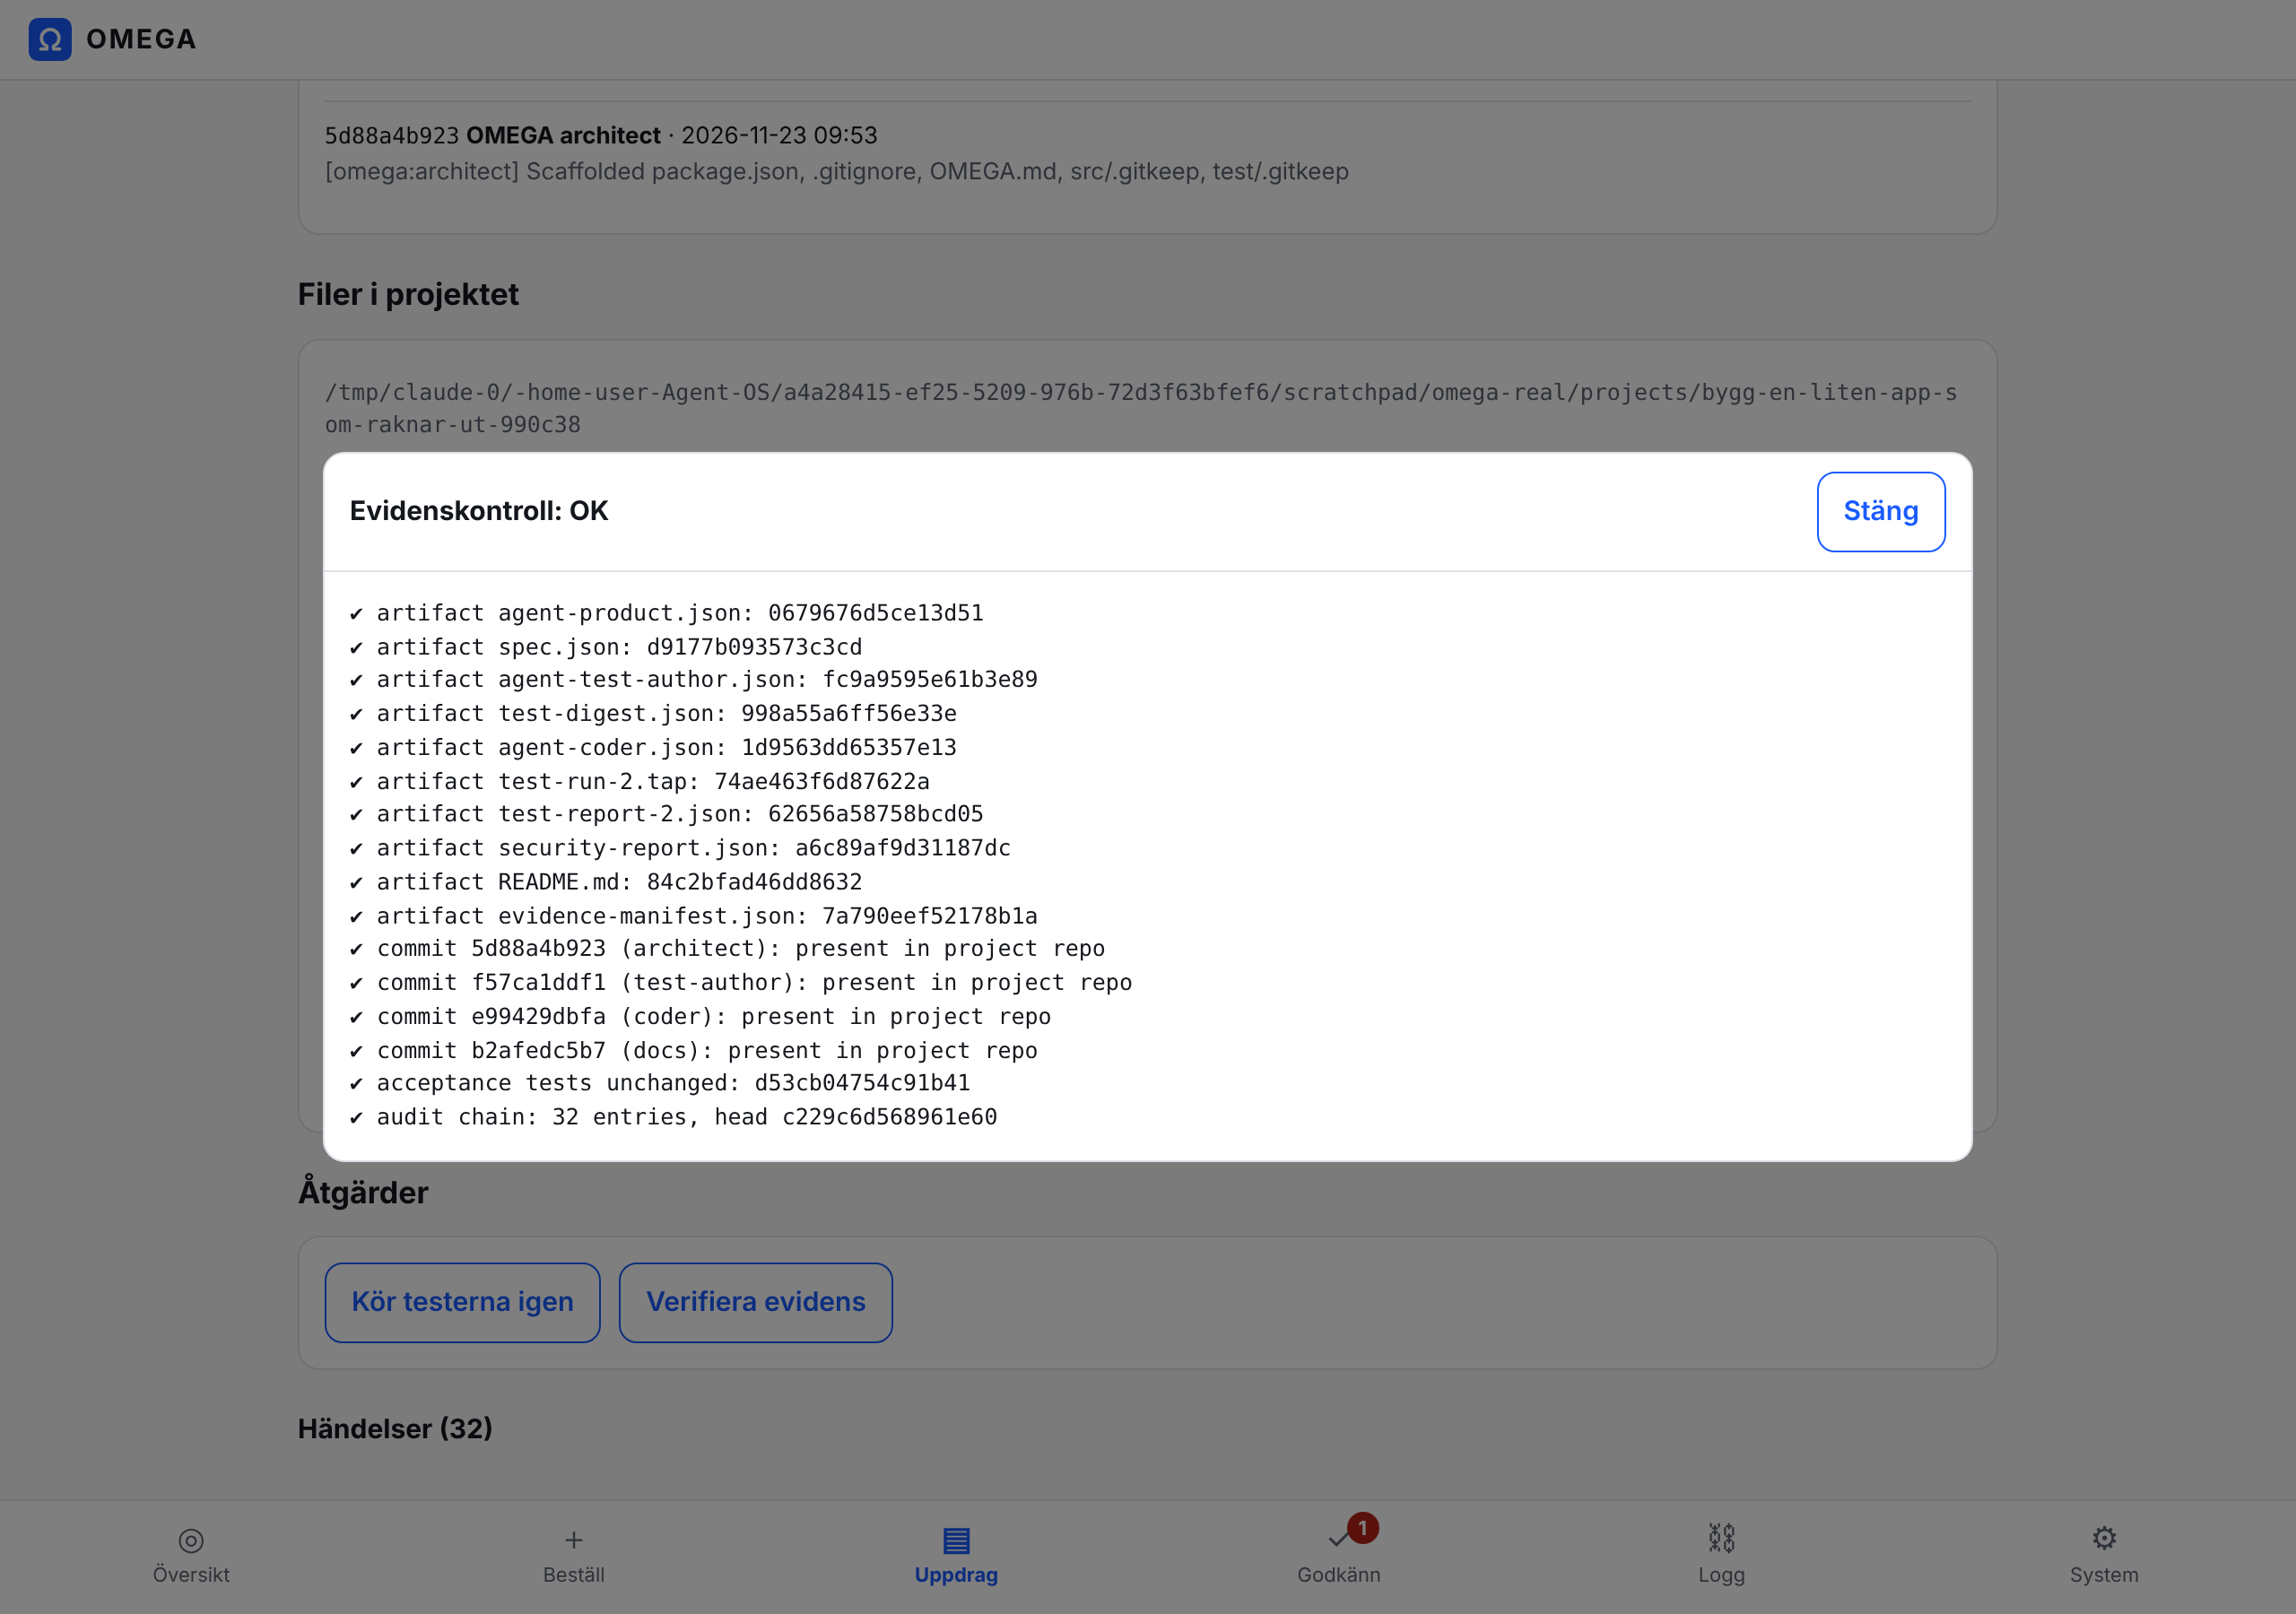 Ω OMEGA
5d88a4b923 OMEGA architect · 2026-11-23 09:53
[omega:architect] Scaffolded package.json, .gitignore, OMEGA.md, src/.gitkeep, test/.gitkeep
Filer i projektet
/tmp/claude-0/-home-user-Agent-OS/a4a28415-ef25-5209-976b-72d3f63bfef6/scratchpad/omega-real/projects/bygg-en-liten-app-s
om-raknar-ut-990c38
Evidenskontroll: OK
Stäng
✔ artifact agent-product.json: 0679676d5ce13d51
✔ artifact spec.json: d9177b093573c3cd
✔ artifact agent-test-author.json: fc9a9595e61b3e89
✔ artifact test-digest.json: 998a55a6ff56e33e
✔ artifact agent-coder.json: 1d9563dd65357e13
✔ artifact test-run-2.tap: 74ae463f6d87622a
✔ artifact test-report-2.json: 62656a58758bcd05
✔ artifact security-report.json: a6c89af9d31187dc
✔ artifact README.md: 84c2bfad46dd8632
✔ artifact evidence-manifest.json: 7a790eef52178b1a
✔ commit 5d88a4b923 (architect): present in project repo
✔ commit f57ca1ddf1 (test-author): present in project repo
✔ commit e99429dbfa (coder): present in project repo
✔ commit b2afedc5b7 (docs): present in project repo
✔ acceptance tests unchanged: d53cb04754c91b41
✔ audit chain: 32 entries, head c229c6d568961e60
Åtgärder
Kör testerna igen
Verifiera evidens
Händelser (32)
Översikt
Beställ
Uppdrag
1
Godkänn
Logg
System